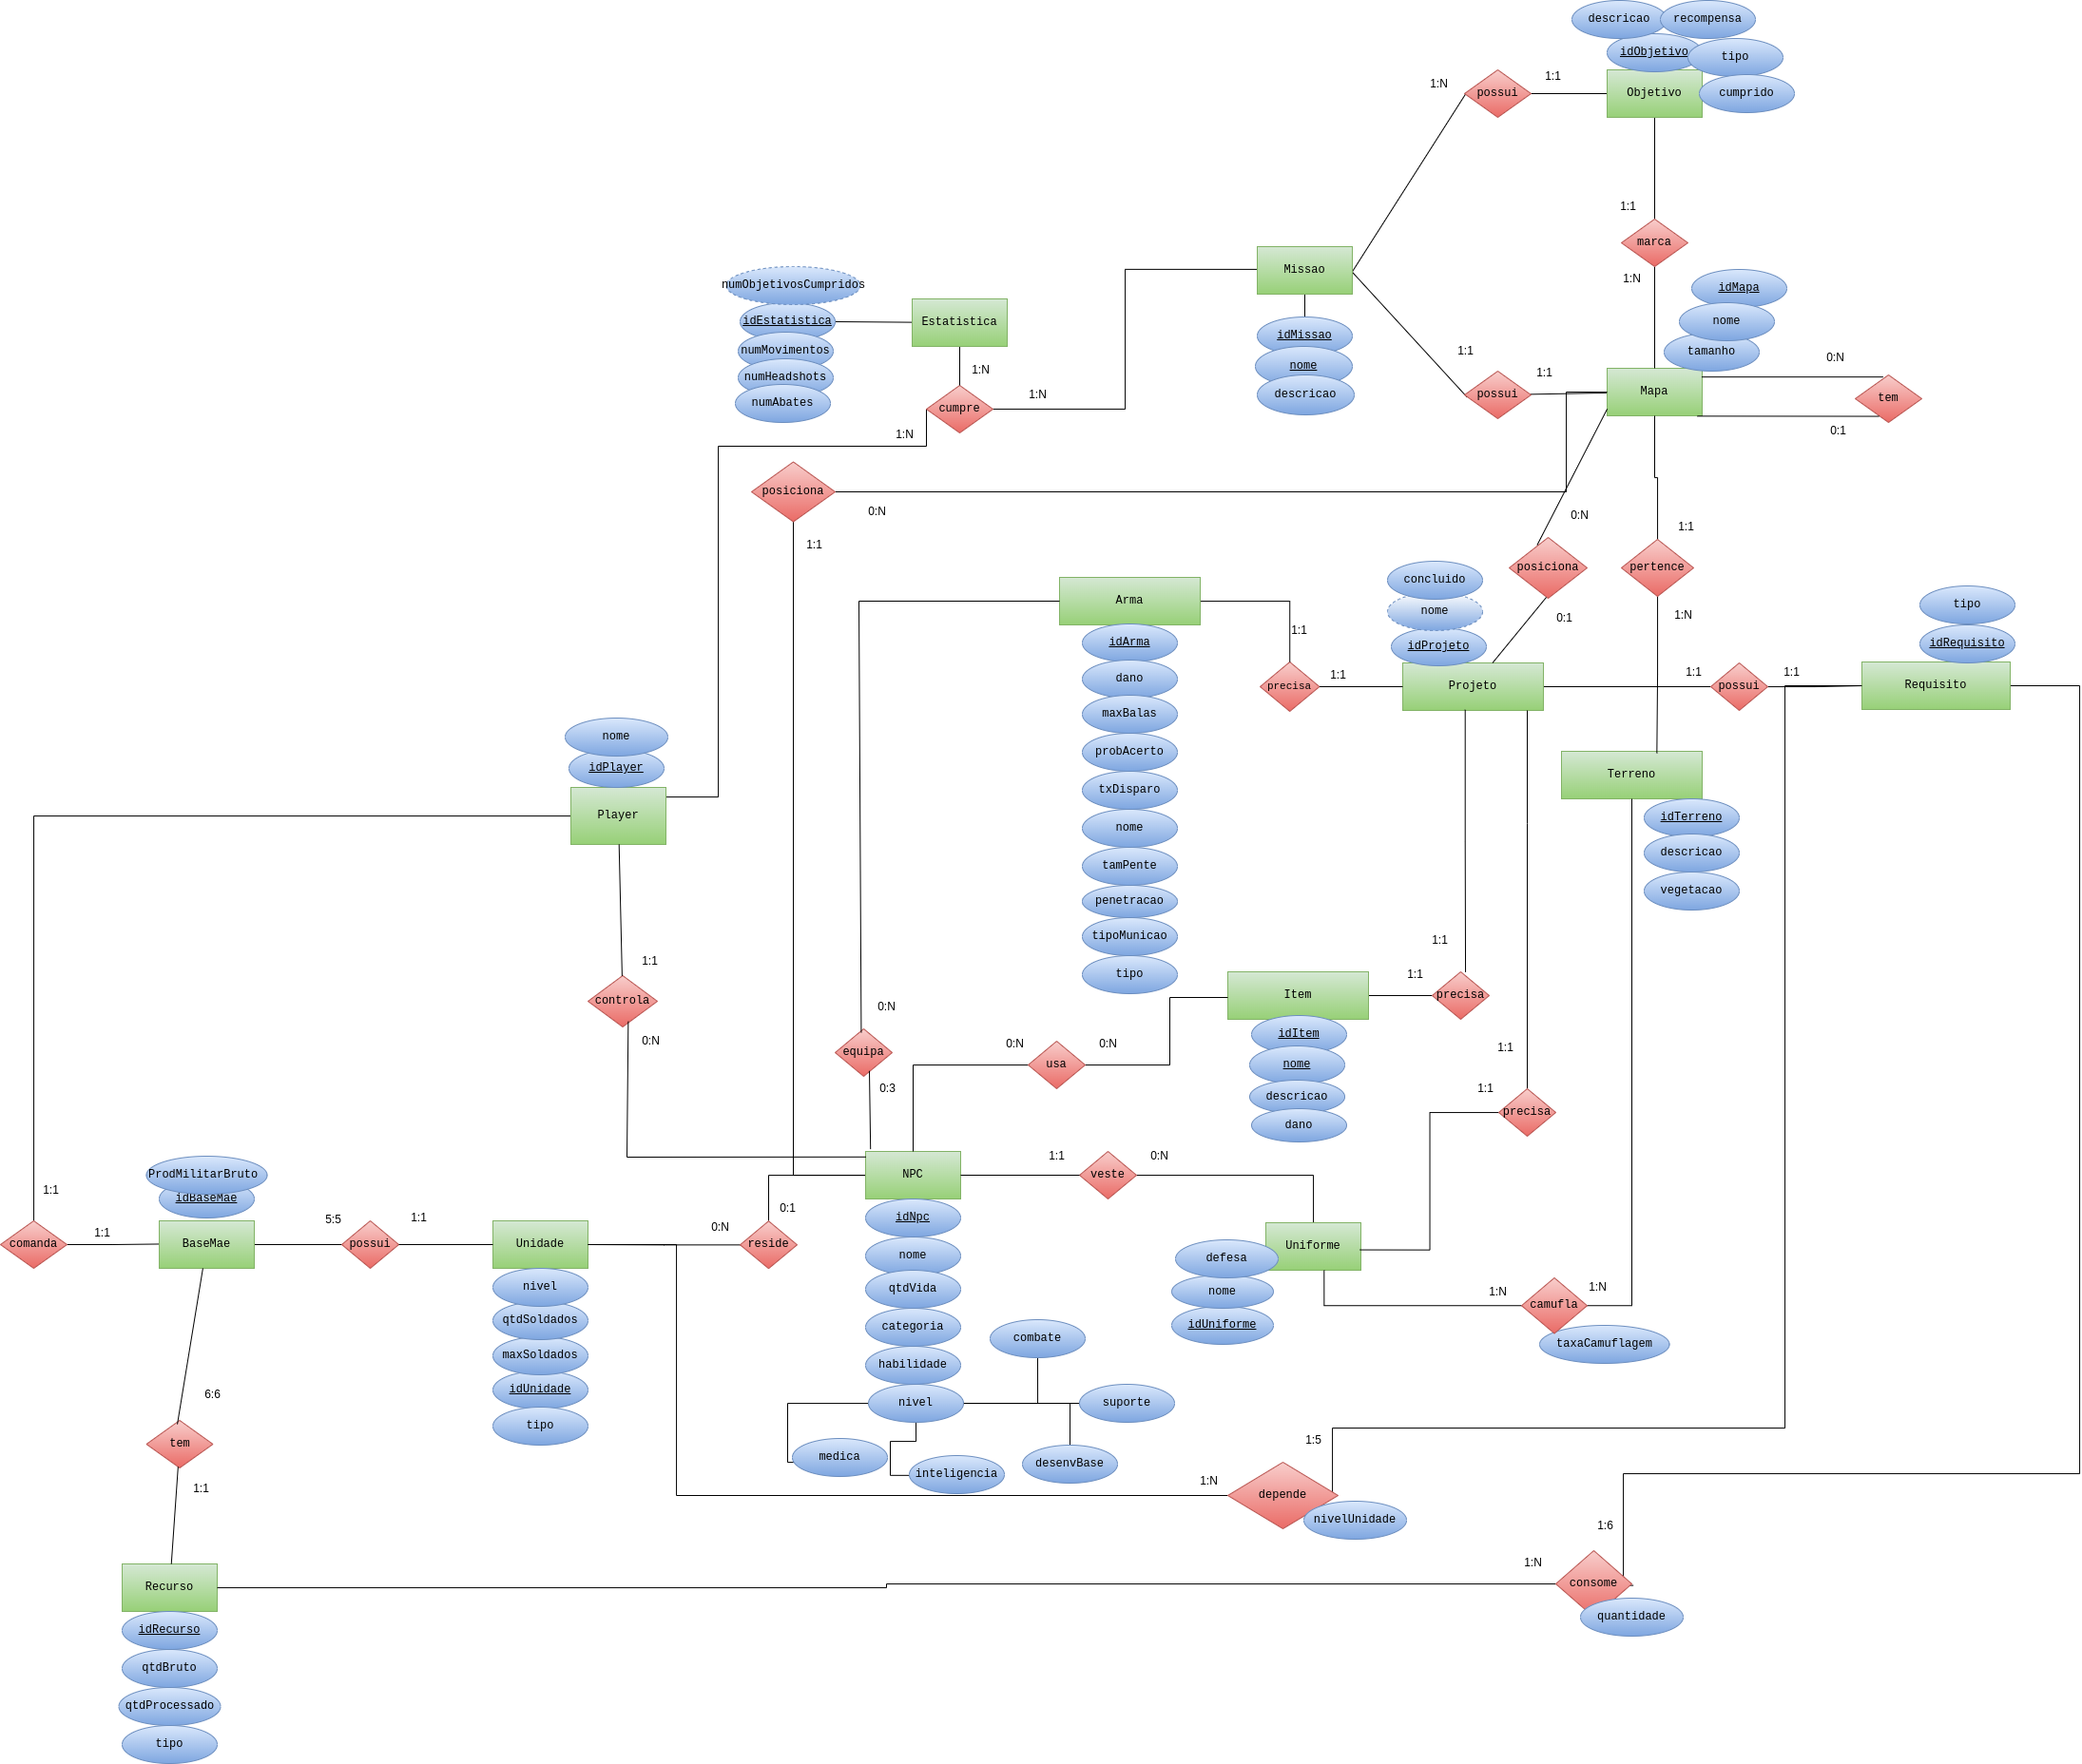 descricao
recompensa
idObjetivo
tipo
cumprido
Objetivo
1:N
possui
1:1
1:1
marca
1:N
Missao
idMissao
nome
descricao
1:1
possui
1:1
idMapa
nome
tamanho
Mapa
0:N
tem
0:1
numObjetivosCumpridos
idEstatistica
numMovimentos
numHeadshots
numAbates
Estatistica
1:N
cumpre
1:N
1:N
posiciona
0:N
1:1
0:N
posiciona
0:1
1:1
pertence
1:N
Arma
idArma
dano
maxBalas
probAcerto
txDisparo
nome
tamPente
penetracao
tipoMunicao
tipo
1:1
precisa
1:1
concluido
nome
idProjeto
Projeto
1:1
possui
1:1
tipo
idRequisito
Requisito
Terreno
idTerreno
descricao
vegetacao
nome
idPlayer
Player
1:1
controla
0:N
0:N
equipa
0:3
0:N
usa
0:N
Item
idItem
nome
descricao
dano
1:1
1:1
precisa
1:1
1:1
precisa
1:1
comanda
1:1
ProdMilitarBruto
idBaseMae
BaseMae
5:5
possui
1:1
Unidade
nivel
qtdSoldados
maxSoldados
idUnidade
tipo
0:N
reside
0:1
NPC
idNpc
nome
qtdVida
categoria
habilidade
nivel
combate
suporte
medica
inteligencia
desenvBase
1:1
veste
0:N
Uniforme
defesa
nome
idUniforme
1:N
camufla
1:N
taxaCamuflagem
6:6
tem
1:1
1:N
depende
1:5
nivelUnidade
1:N
consome
1:6
quantidade
Recurso
idRecurso
qtdBruto
qtdProcessado
tipo